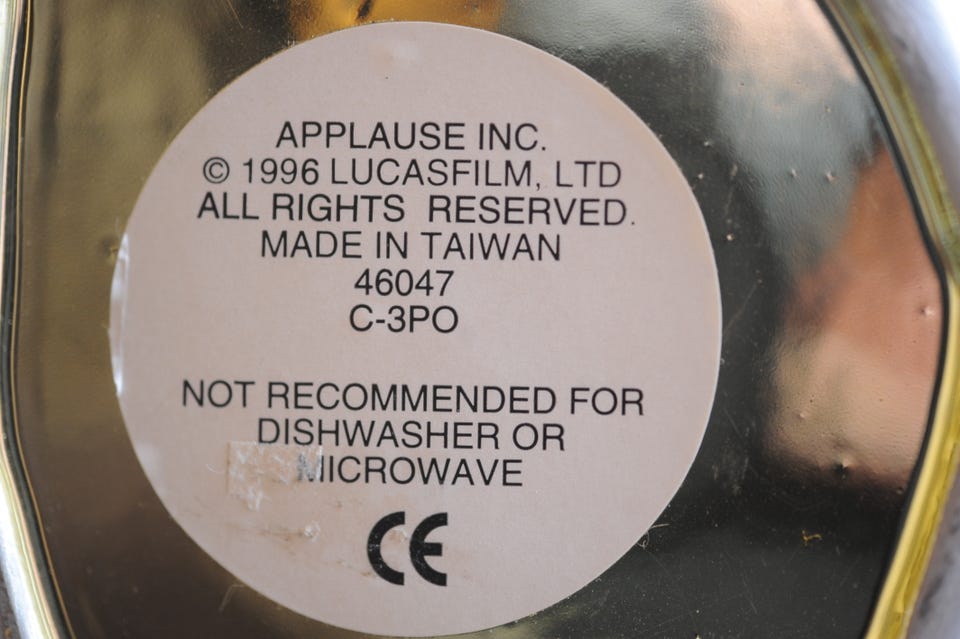 APPLAUSE INC.
© 1996 LUCASFILM, LTD
ALL RIGHTS RESERVED.
MADE IN TAIWAN
46047
C-3PO
NOT RECOMMENDED FOR
DISHWASHER OR
MICROWAVE
CE